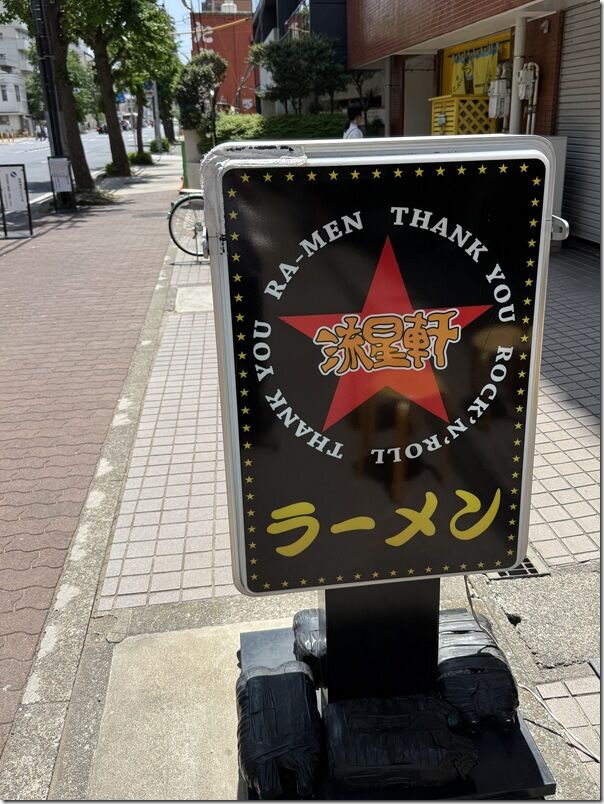 THANK YOU RA-MEN THANK YOU ROCK'N'ROLL
流星軒
ラーメン